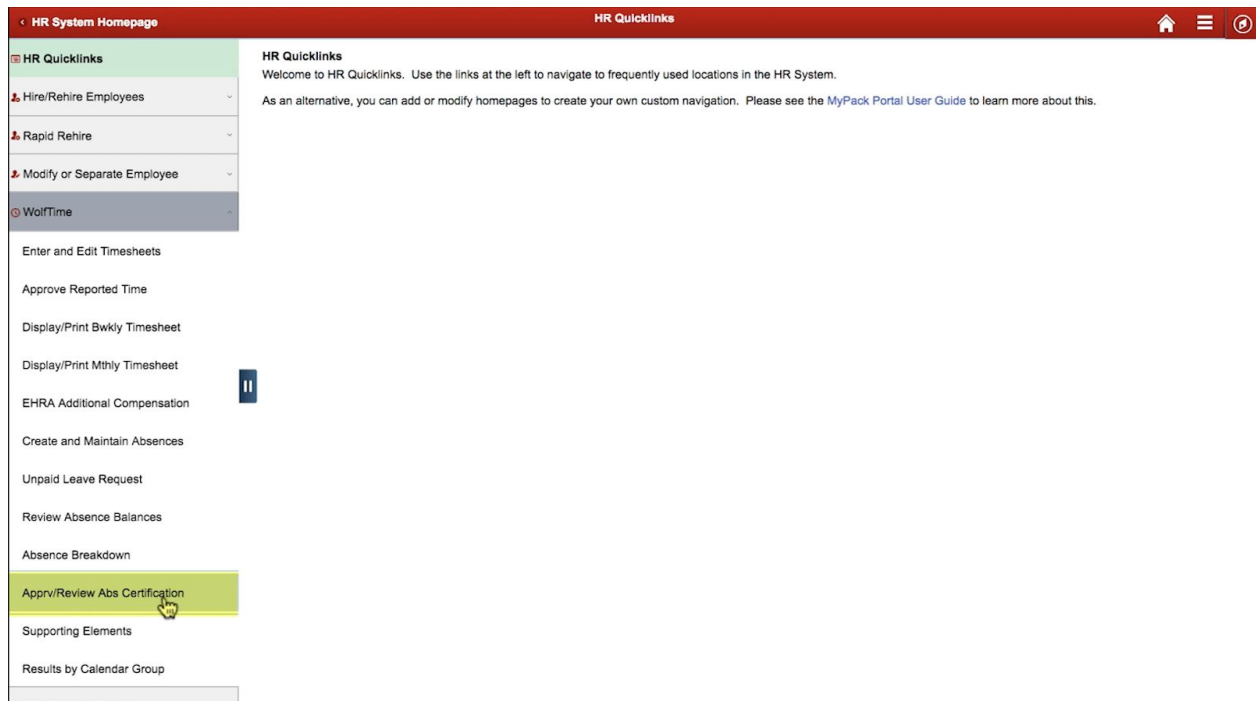 HR System Homepage
HR Quicklinks
HR Quicklinks
Hire/Rehire Employees
Rapid Rehire
Modify or Separate Employee
WolfTime
Enter and Edit Timesheets
Approve Reported Time
Display/Print Bwkly Timesheet
Display/Print Mthly Timesheet
EHRA Additional Compensation
Create and Maintain Absences
Unpaid Leave Request
Review Absence Balances
Absence Breakdown
Apprv/Review Abs Certification
Supporting Elements
Results by Calendar Group
HR Quicklinks
Welcome to HR Quicklinks. Use the links at the left to navigate to frequently used locations in the HR System.
As an alternative, you can add or modify homepages to create your own custom navigation. Please see the MyPack Portal User Guide to learn more about this.